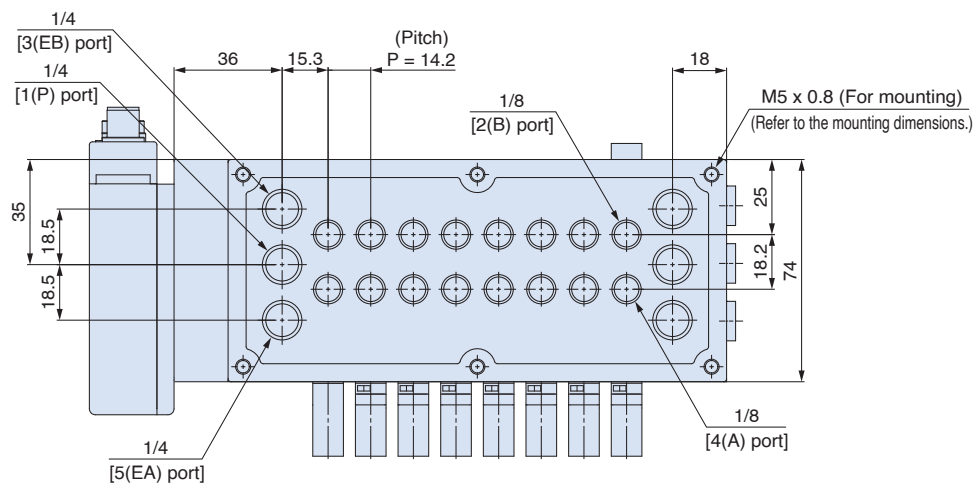 1/4
[3(EB) port]
1/4
[1(P) port]
36
15.3
(Pitch)
P = 14.2
1/8
[2(B) port]
18
M5 x 0.8 (For mounting)
(Refer to the mounting dimensions.)
35
18.5
18.5
25
18.2
74
1/4
[5(EA) port]
1/8
[4(A) port]